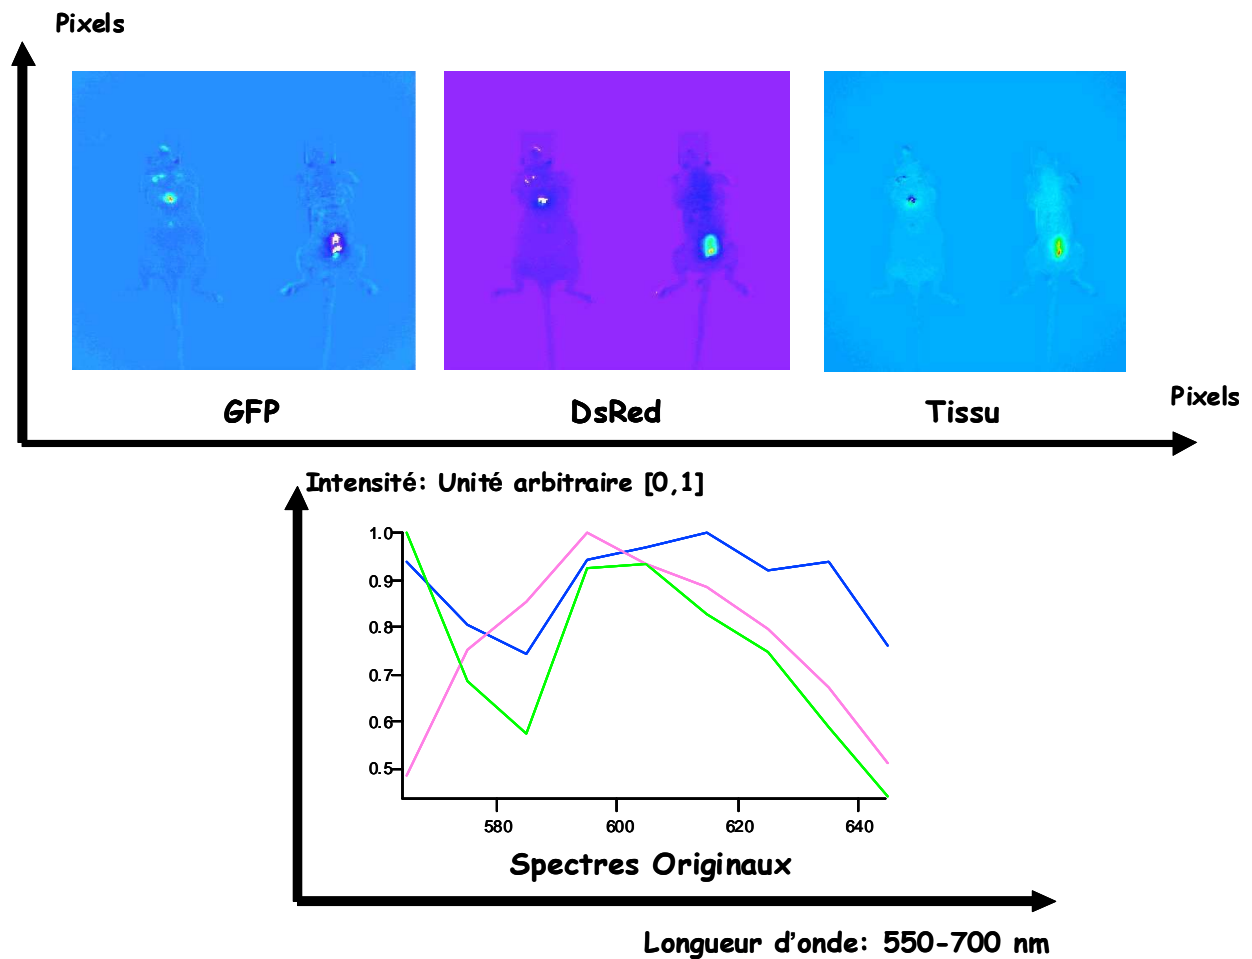 Pixels
GFP
DsRed
Tissu
Pixels
Intensité: Unité arbitraire [0,1]
1.0
0.9
0.8
0.7
0.6
0.5
580
600
620
640
Spectres Originaux
Longueur d'onde: 550-700 nm